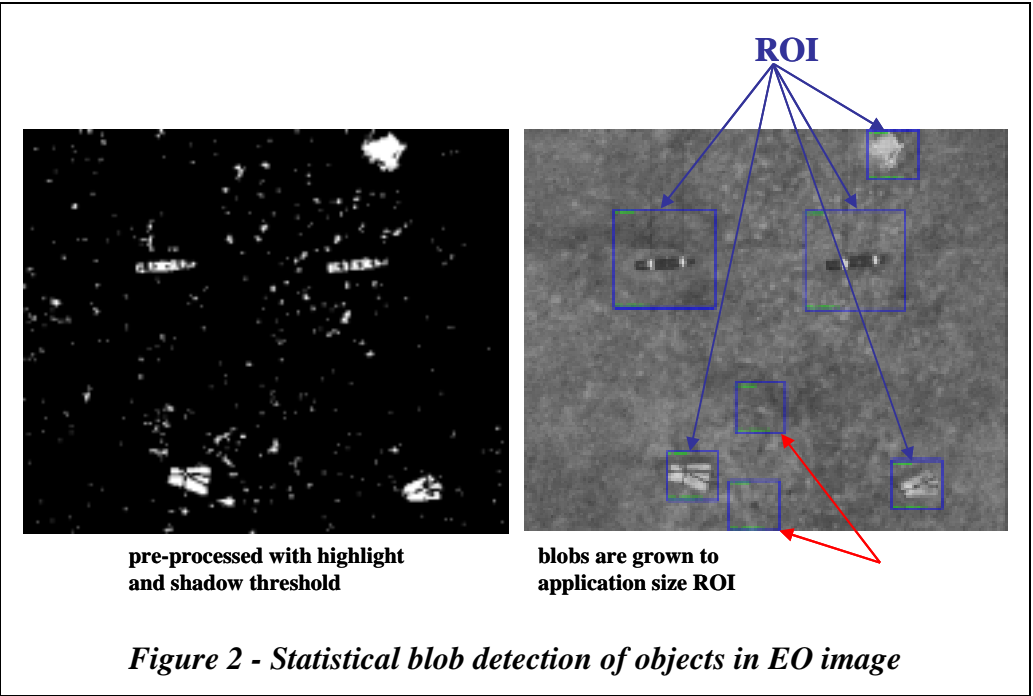 ROI
pre-processed with highlight
and shadow threshold
blobs are grown to
application size ROI
Figure 2 - Statistical blob detection of objects in EO image